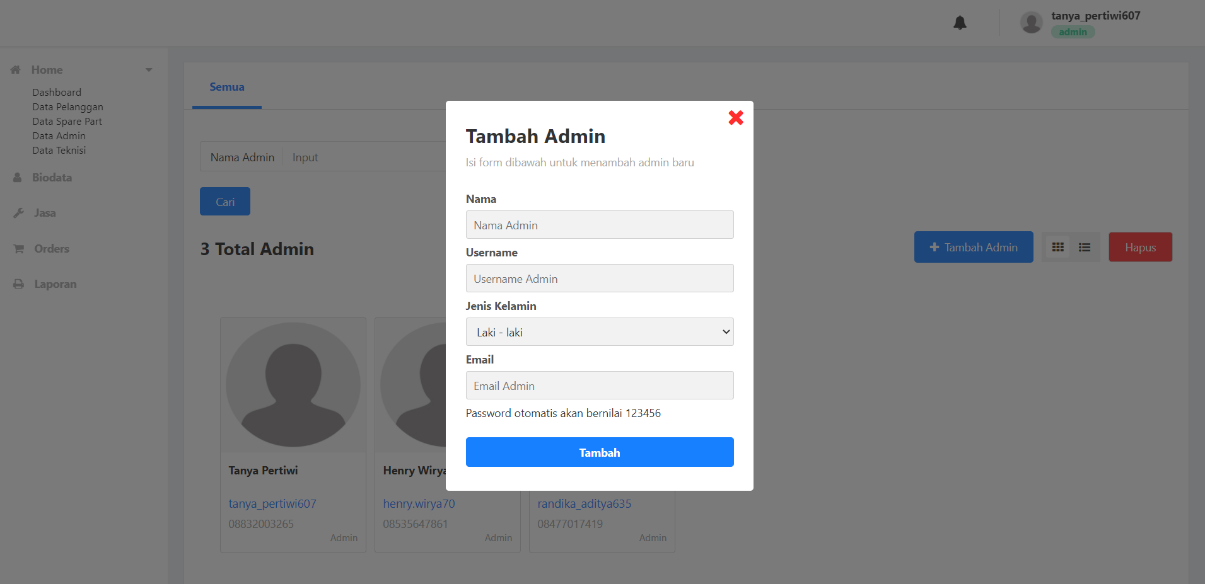 tanya_pertiwi607
admin
Home
Dashboard
Data Pelanggan
Data Spare Part
Data Admin
Data Teknisi
Biodata
Jasa
Orders
Laporan
Semua
Nama Admin Input
Cari
3 Total Admin
Tambah Admin
Hapus
Tambah Admin
Isi form dibawah untuk menambah admin baru
Nama
Nama Admin
Username
Username Admin
Jenis Kelamin
Laki - laki
Email
Email Admin
Password otomatis akan bernilai 123456
Tambah
Tanya Pertiwi
tanya_pertiwi607
08832003265
Admin
Henry Wirya
henry.wirya70
08535647861
Admin
randika_aditya635
08477017419
Admin